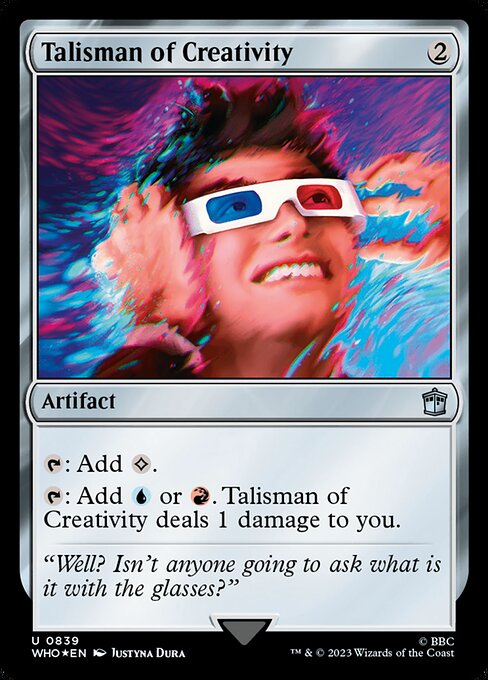 Talisman of Creativity 2
Artifact
: Add .
: Add or . Talisman of
Creativity deals 1 damage to you.
“Well? Isn’t anyone going to ask what is
it with the glasses?”
U 0839
WHO★EN Justyna Dura
© BBC
™ & © 2023 Wizards of the Coast